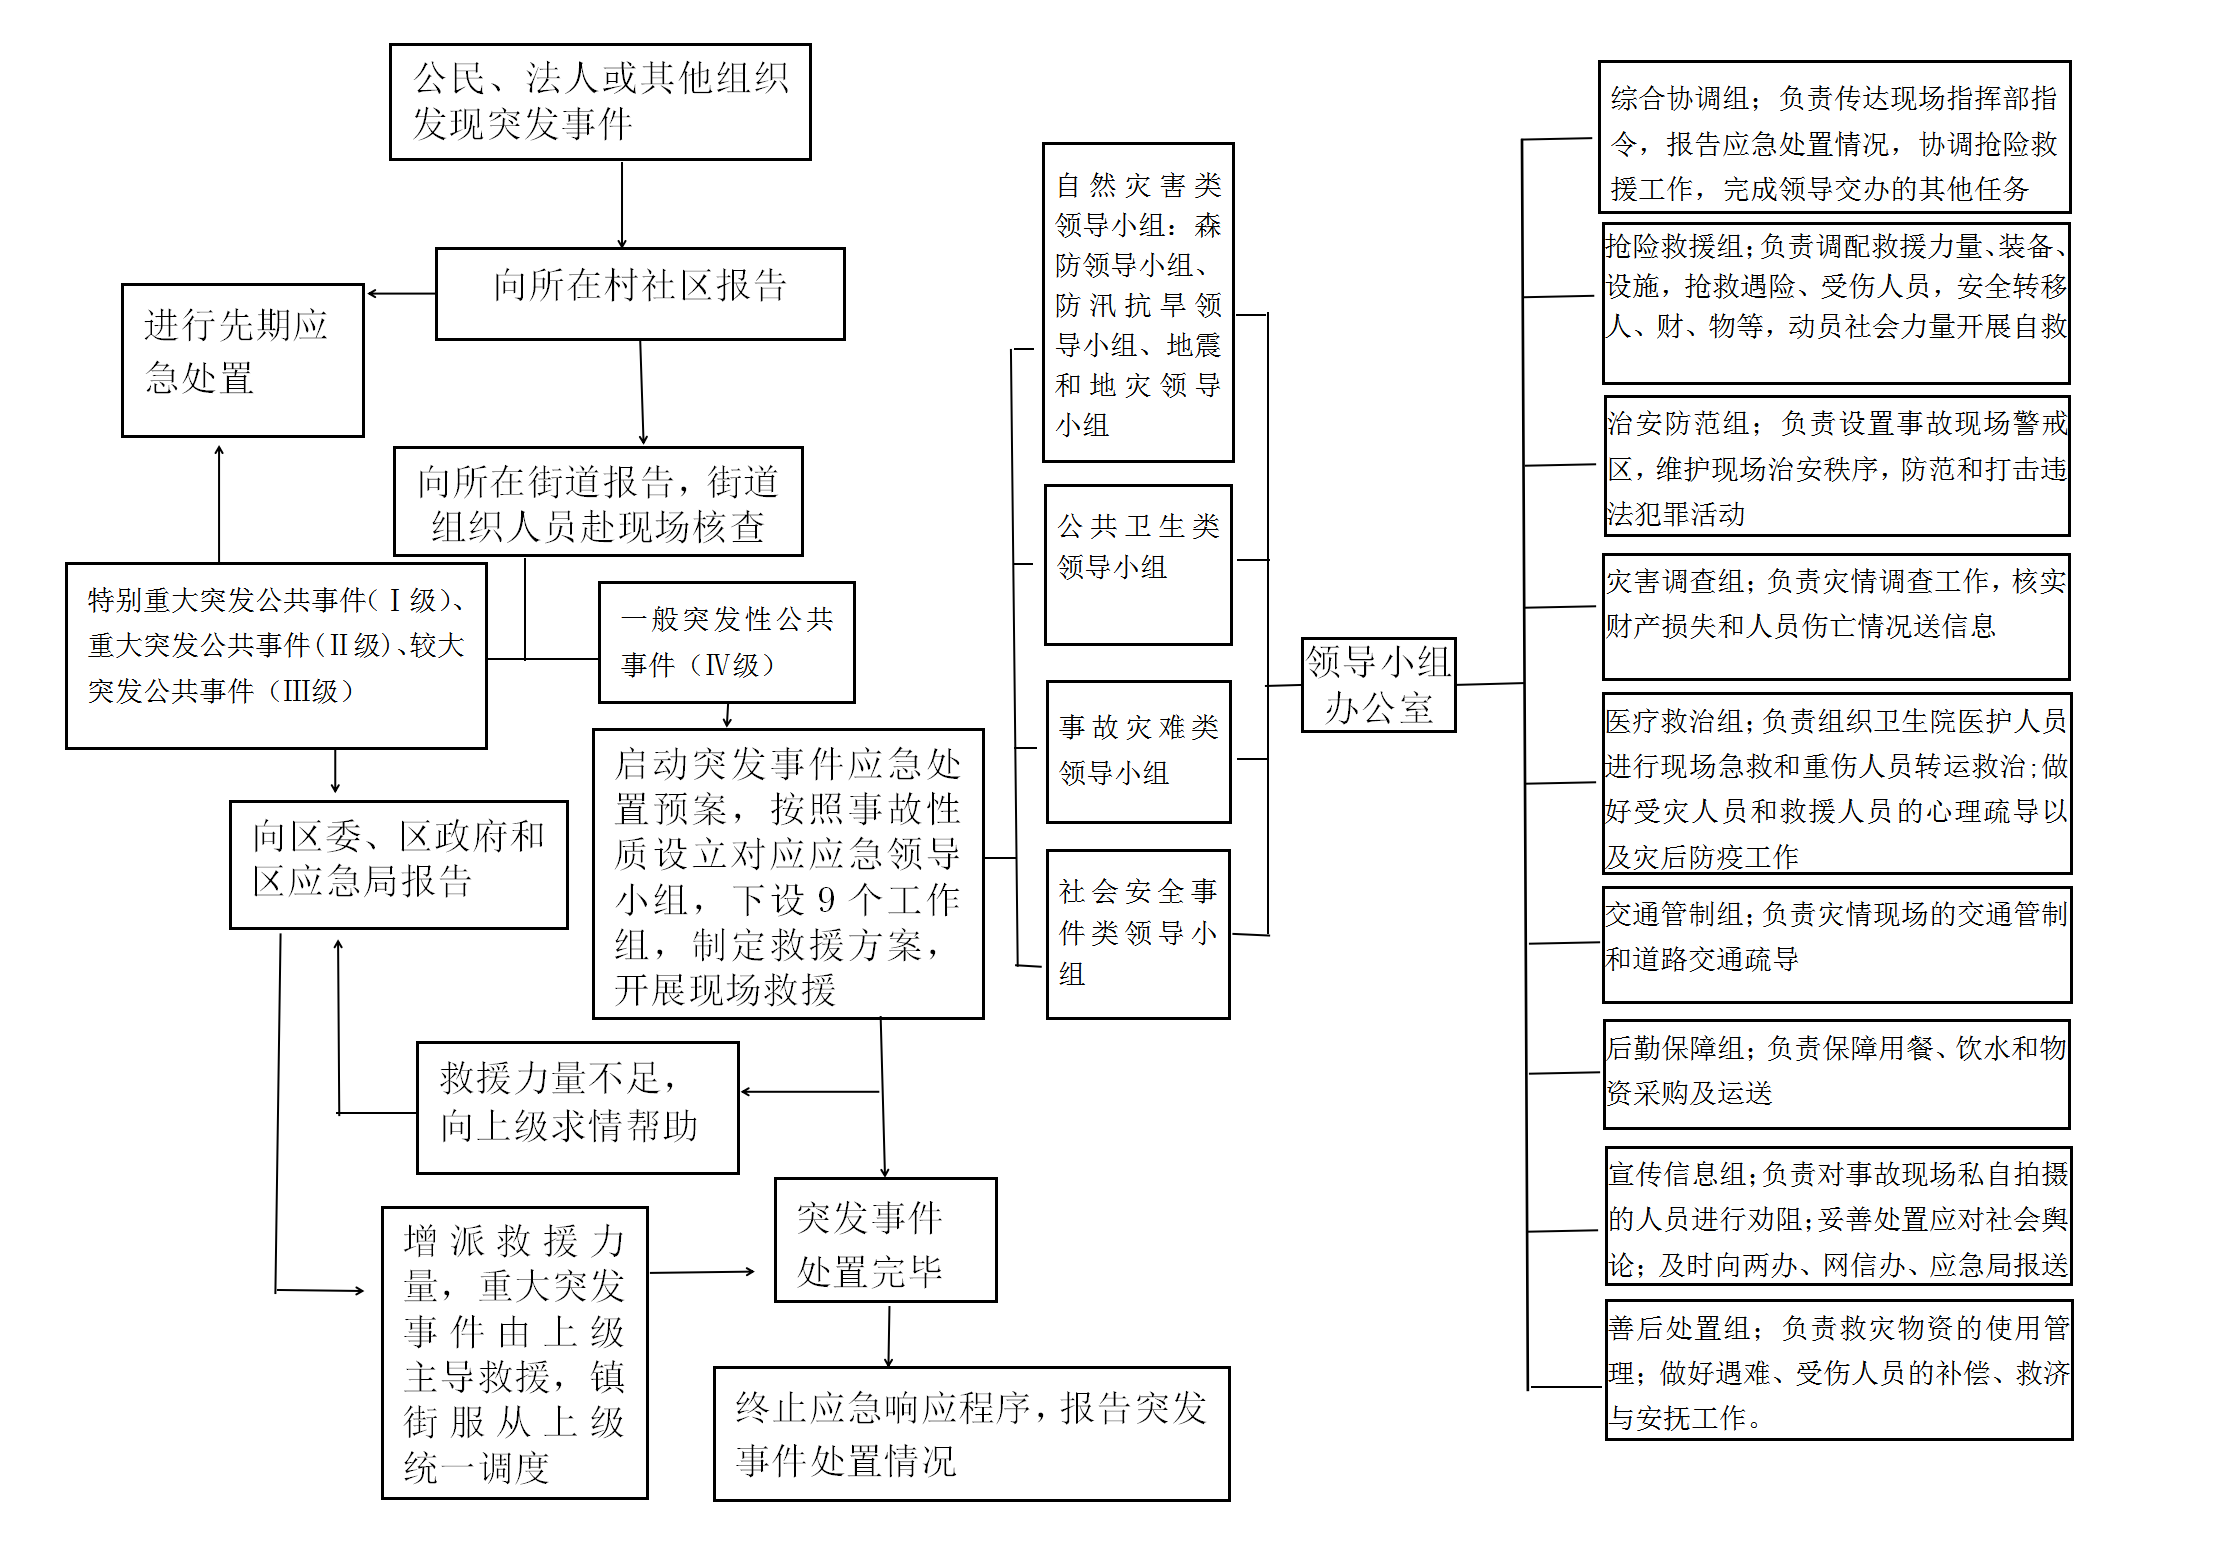 公民、法人或其他组织
发现突发事件
向所在村社区报告
进行先期应
急处置
向所在街道报告，街道
组织人员赴现场核查
特别重大突发公共事件（Ⅰ级）、
重大突发公共事件（Ⅱ级）、较大
突发公共事件（Ⅲ级）
一般突发性公共
事件（Ⅳ级）
向区委、区政府和
区应急局报告
启动突发事件应急处
置预案，按照事故性
质设立对应应急领导
小组，下设9个工作
组，制定救援方案，
开展现场救援
救援力量不足，
向上级求情帮助
增派救援力
量，重大突发
事件由上级
主导救援，镇
街服从上级
统一调度
突发事件
处置完毕
终止应急响应程序，报告突发
事件处置情况
自然灾害类
领导小组：森
防领导小组、
防汛抗旱领
导小组、地震
和地灾领导
小组
公共卫生类
领导小组
事故灾难类
领导小组
社会安全事
件类领导小
组
领导小组
办公室
综合协调组；负责传达现场指挥部指
令，报告应急处置情况，协调抢险救
援工作，完成领导交办的其他任务
抢险救援组；负责调配救援力量、装备、
设施，抢救遇险、受伤人员，安全转移
人、财、物等，动员社会力量开展自救
治安防范组；负责设置事故现场警戒
区，维护现场治安秩序，防范和打击违
法犯罪活动
灾害调查组；负责灾情调查工作，核实
财产损失和人员伤亡情况送信息
医疗救治组；负责组织卫生院医护人员
进行现场急救和重伤人员转运救治；做
好受灾人员和救援人员的心理疏导以
及灾后防疫工作
交通管制组；负责灾情现场的交通管制
和道路交通疏导
后勤保障组；负责保障用餐、饮水和物
资采购及运送
宣传信息组；负责对事故现场私自拍摄
的人员进行劝阻；妥善处置应对社会舆
论；及时向两办、网信办、应急局报送
善后处置组；负责救灾物资的使用管
理；做好遇难、受伤人员的补偿、救济
与安抚工作。